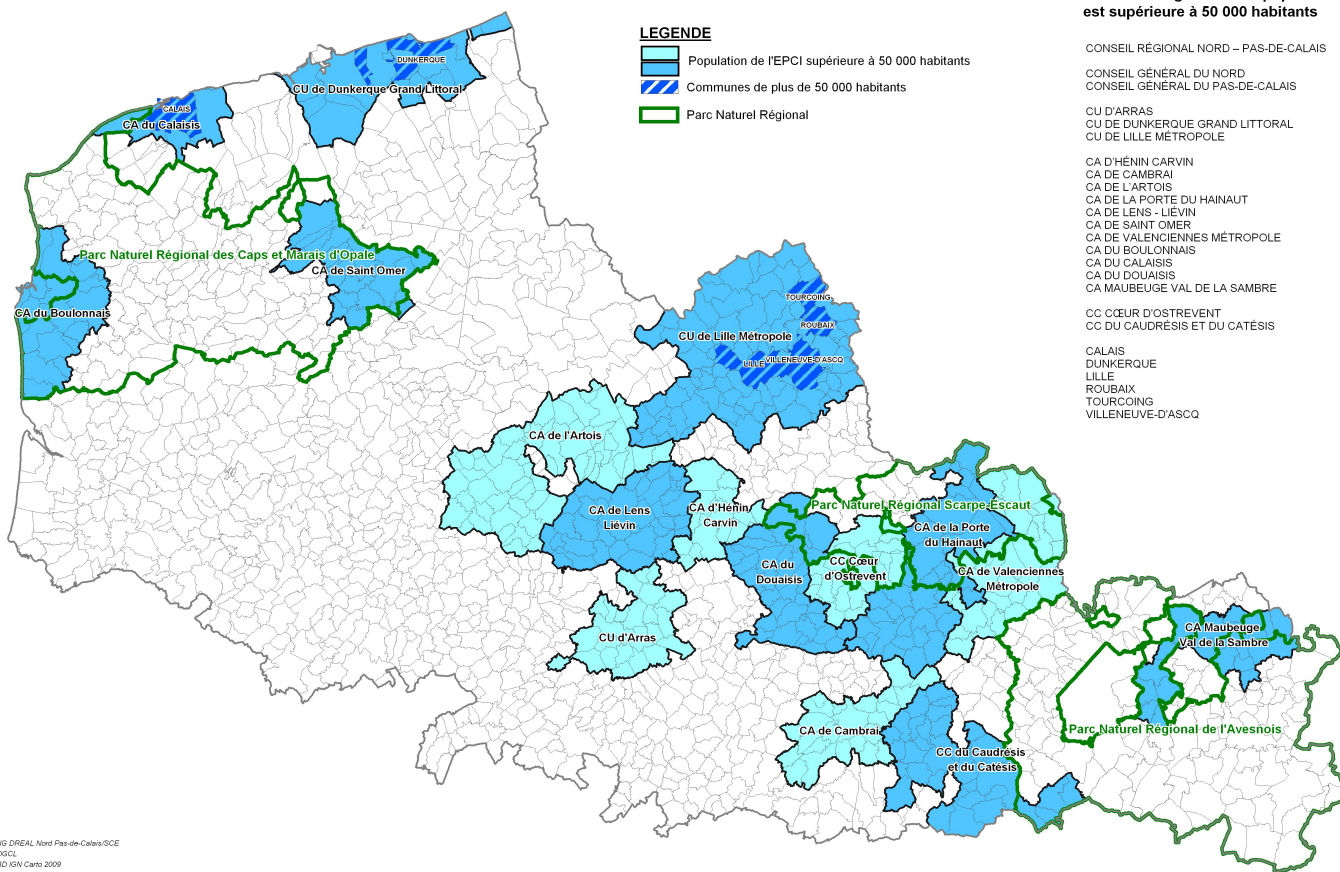 est supérieure à 50 000 habitants
CONSEIL RÉGIONAL NORD – PAS-DE-CALAIS
CONSEIL GÉNÉRAL DU NORD
CONSEIL GÉNÉRAL DU PAS-DE-CALAIS
CU D'ARRAS
CU DE DUNKERQUE GRAND LITTORAL
CU DE LILLE MÉTROPOLE
CA D'HÉNIN CARVIN
CA DE CAMBRAI
CA DE L'ARTOIS
CA DE LA PORTE DU HAINAUT
CA DE LENS - LIÉVIN
CA DE SAINT OMER
CA DE VALENCIENNES MÉTROPOLE
CA DU BOULONNAIS
CA DU CALAISIS
CA DU DOUAISIS
CA MAUBEUGE VAL DE LA SAMBRE
CC CŒUR D'OSTREVENT
CC DU CAUDRÉSIS ET DU CATÉSIS
CALAIS
DUNKERQUE
LILLE
ROUBAIX
TOURCOING
VILLENEUVE-D'ASCQ
LEGENDE
Population de l'EPCI supérieure à 50 000 habitants
Communes de plus de 50 000 habitants
Parc Naturel Régional
DUNKERQUE
CU de Dunkerque Grand Littoral
CALAIS
CA du Calaisis
Parc Naturel Régional des Caps et Marais d'Opale
CA de Saint Omer
CA du Boulonnais
TOURCOING
ROUBAIX
CU de Lille Métropole
LILLE
VILLENEUVE-D'ASCQ
CA de l'Artois
CA de Lens
Liévin
CA d'Hénin
Carvin
Parc Naturel Régional Scarpe-Escaut
CA de la Porte
du Hainaut
CA du
Douaisis
CC Cœur
d'Ostrevent
CA de Valenciennes
Métropole
CU d'Arras
CA Maubeuge
Val de la Sambre
CA de Cambrai
CC du Caudrésis
et du Catésis
Parc Naturel Régional de l'Avesnois
DREAL Nord Pas-de-Calais/SCE
IGN Carto 2009